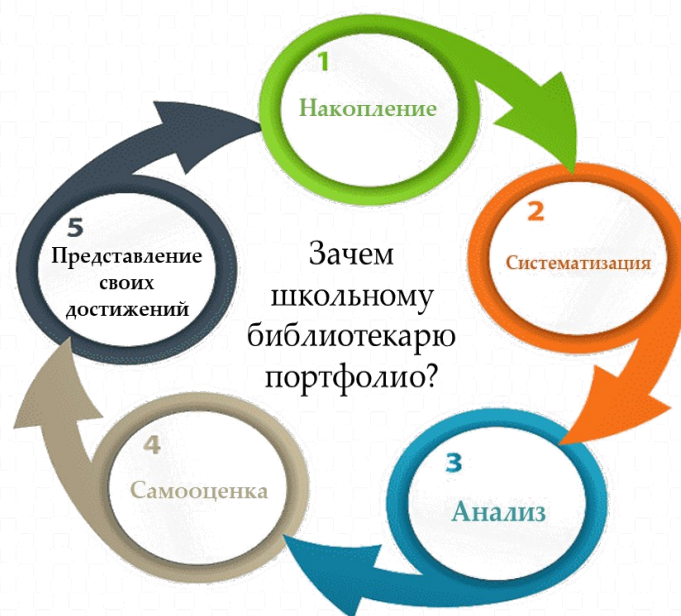 Зачем
школьному
библиотекарю
портфолио?
1
Накопление
2
Систематизация
3
Анализ
4
Самооценка
5
Представление
своих
достижений